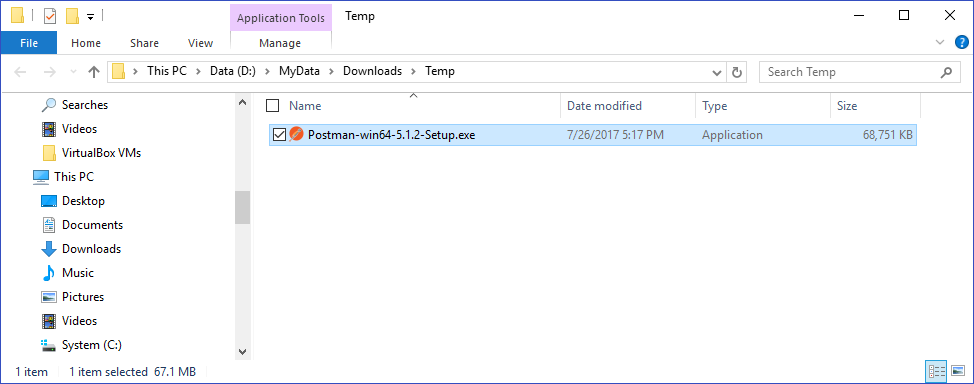 Application Tools Temp
File Home Share View Manage
This PC Data (D:) MyData Downloads Temp Search Temp
Searches
Videos
VirtualBox VMs
This PC
Desktop
Documents
Downloads
Music
Pictures
Videos
System (C:)
Name Date modified Type Size
Postman-win64-5.1.2-Setup.exe 7/26/2017 5:17 PM Application 68,751 KB
1 item 1 item selected 67.1 MB